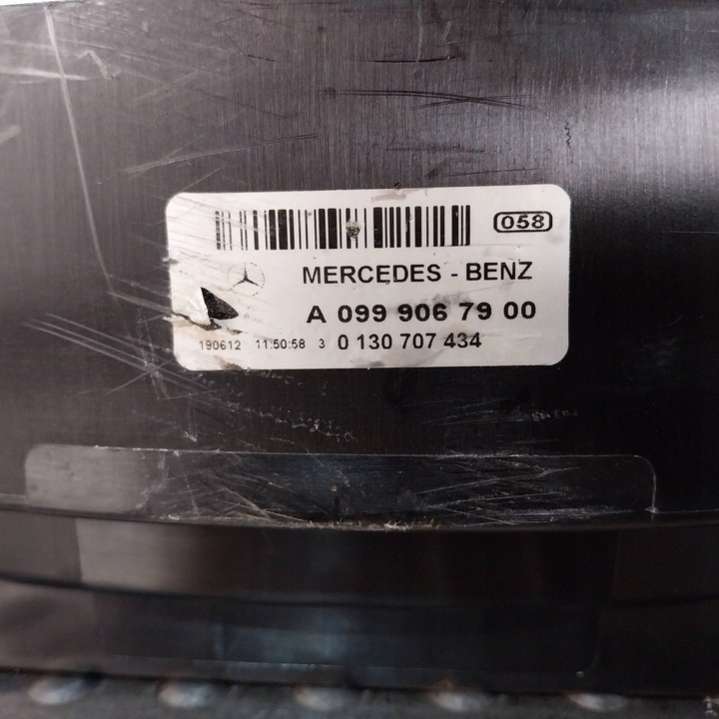 058
MERCEDES - BENZ
A 099 906 79 00
190612 11:50:58 3 0 130 707 434